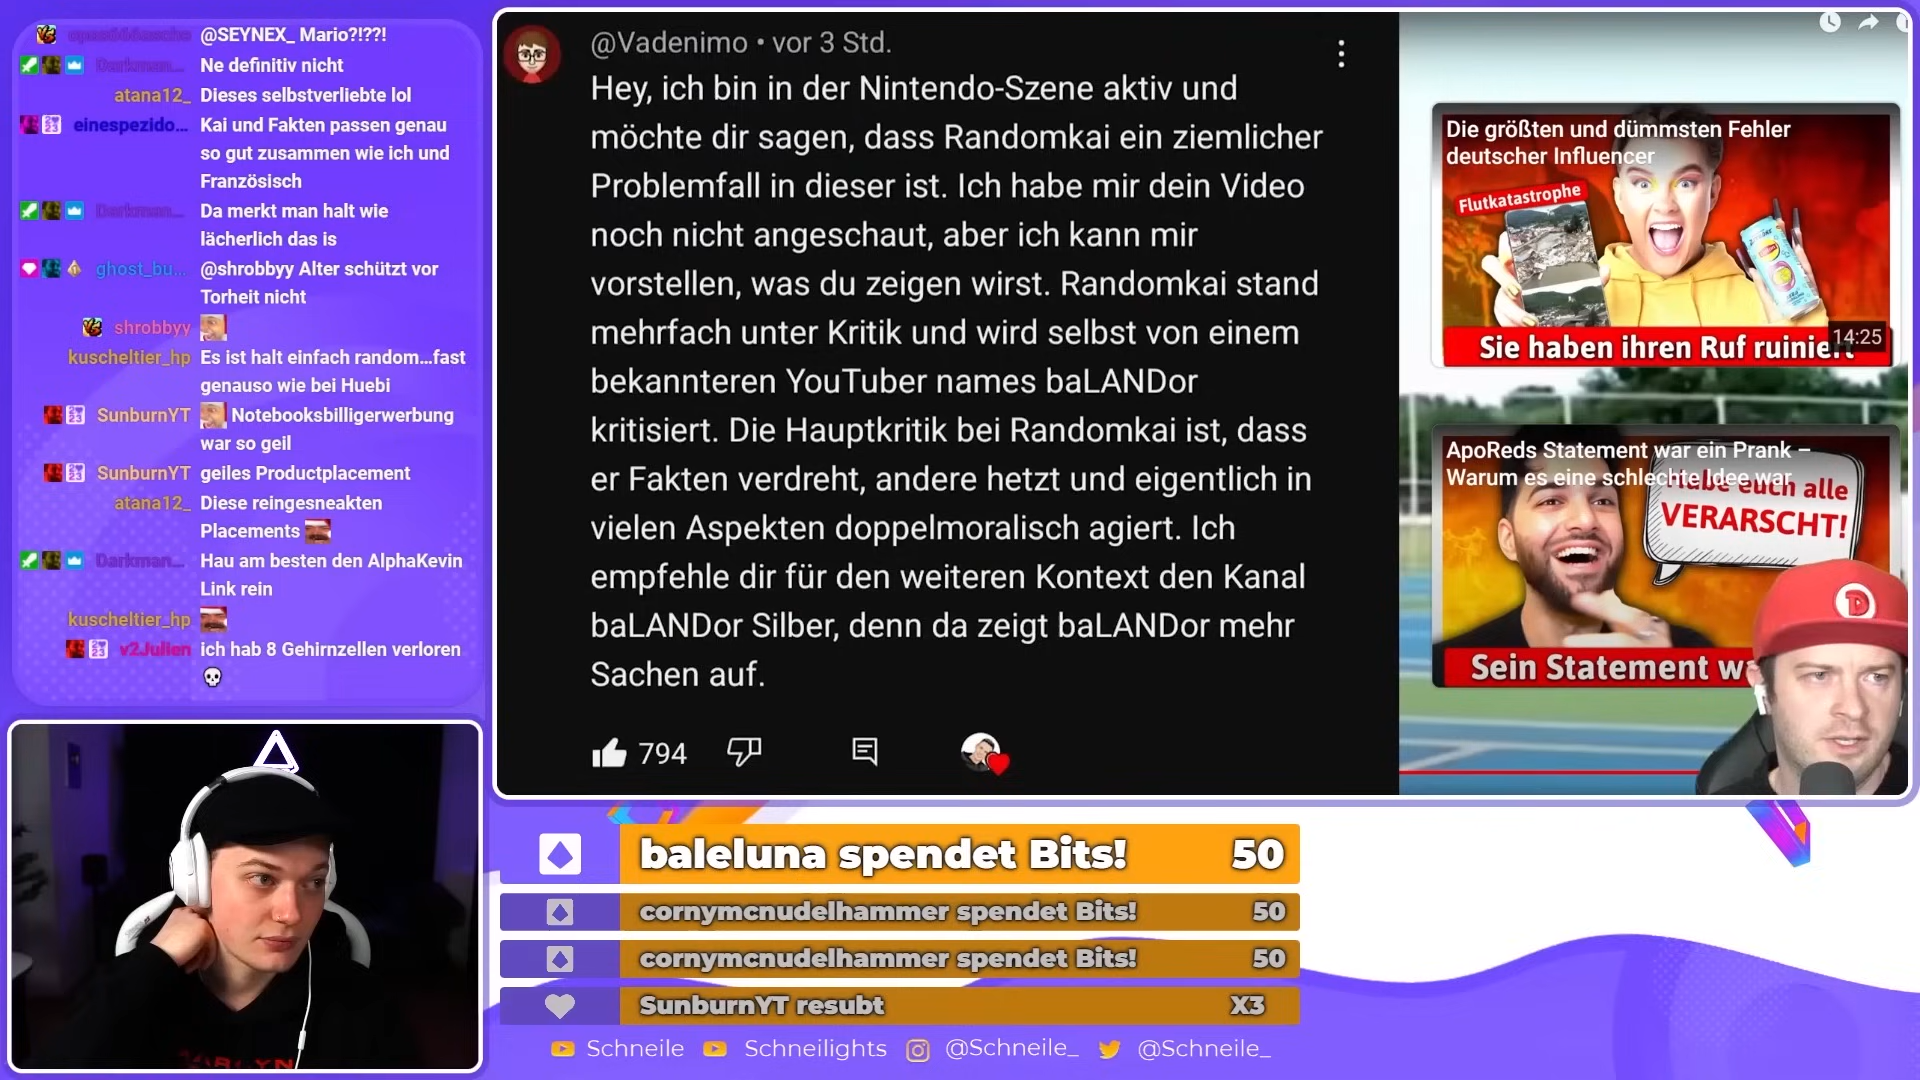 @SEYNEX_ Mario?!??!
Darkman...
Ne definitiv nicht
atana12_
Dieses selbstverliebte lol
einespezido...
Kai und Fakten passen genau
so gut zusammen wie ich und
Französisch
Darkman...
Da merkt man halt wie
lächerlich das is
ghost_bu...
@shrobbyy Alter schützt vor
Torheit nicht
shrobbyy
kuscheltier_hp
Es ist halt einfach random...fast
genauso wie bei Huebi
SunburnYT
Notebooksbilligerwerbung
war so geil
SunburnYT
geiles Productplacement
atana12_
Diese reingesneakten
Placements
Darkman...
Hau am besten den AlphaKevin
Link rein
kuscheltier_hp
v2Julien
ich hab 8 Gehirnzellen verloren
@Vadenimo • vor 3 Std.
Hey, ich bin in der Nintendo-Szene aktiv und
möchte dir sagen, dass Randomkai ein ziemlicher
Problemfall in dieser ist. Ich habe mir dein Video
noch nicht angeschaut, aber ich kann mir
vorstellen, was du zeigen wirst. Randomkai stand
mehrfach unter Kritik und wird selbst von einem
bekannteren YouTuber names baLANDor
kritisiert. Die Hauptkritik bei Randomkai ist, dass
er Fakten verdreht, andere hetzt und eigentlich in
vielen Aspekten doppelmoralisch agiert. Ich
empfehle dir für den weiteren Kontext den Kanal
baLANDor Silber, denn da zeigt baLANDor mehr
Sachen auf.
794
Die größten und dümmsten Fehler
deutscher Influencer
Flutkatastrophe
Sie haben ihren Ruf ruiniert
14:25
ApoReds Statement war ein Prank –
Warum es eine schlechte Idee war
Habe euch alle
VERARSCHT!
Sein Statement w
D
baleluna spendet Bits! 50
cornymcnudelhammer spendet Bits! 50
cornymcnudelhammer spendet Bits! 50
SunburnYT resubt X3
Schneile
Schneilights
@Schneile_
@Schneile_